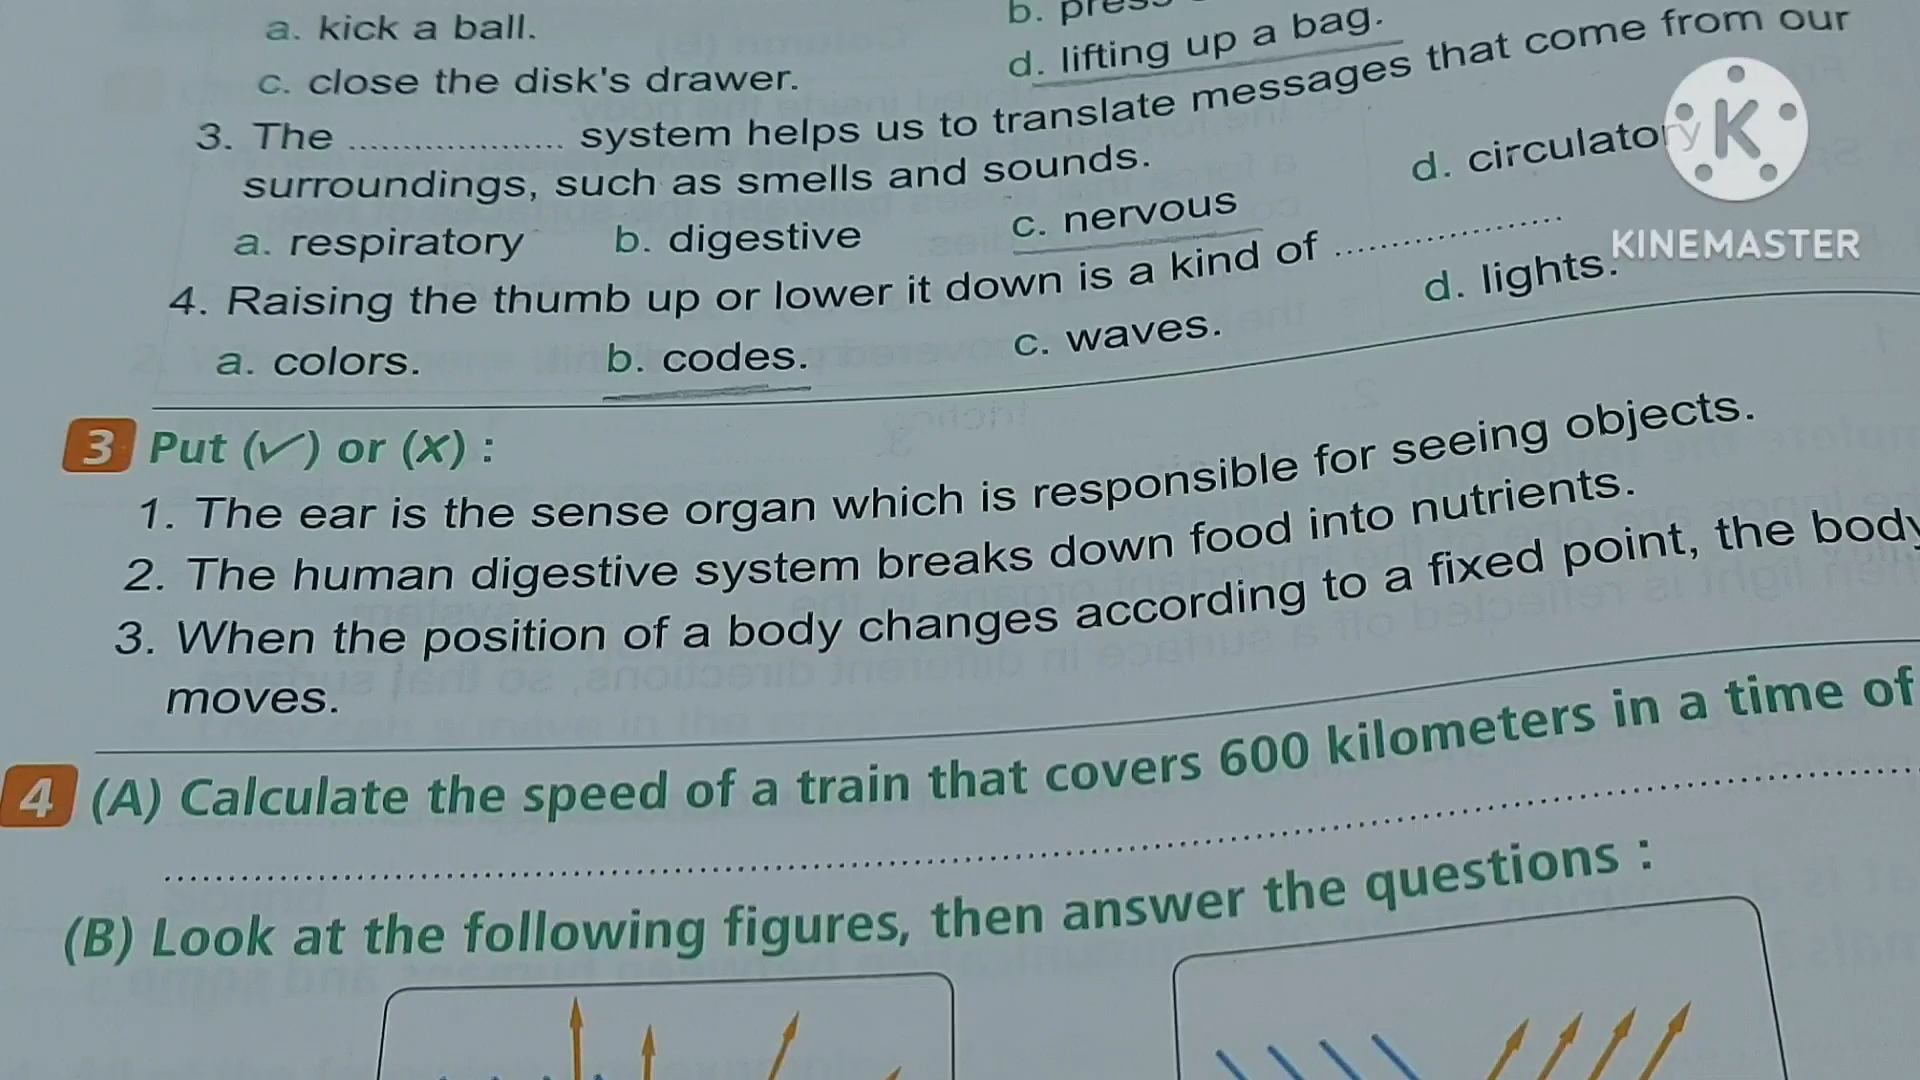 a. kick a ball.
b.
c. close the disk's drawer.
d. lifting up a bag.
3. The .................. system helps us to translate messages that come from our
surroundings, such as smells and sounds.
a. respiratory b. digestive c. nervous d. circulatory
4. Raising the thumb up or lower it down is a kind of ..................
a. colors. b. codes. c. waves. d. lights.
3 Put (✓) or (X) :
1. The ear is the sense organ which is responsible for seeing objects.
2. The human digestive system breaks down food into nutrients.
3. When the position of a body changes according to a fixed point, the body
moves.
4 (A) Calculate the speed of a train that covers 600 kilometers in a time of
(B) Look at the following figures, then answer the questions :
K
KINEMASTER